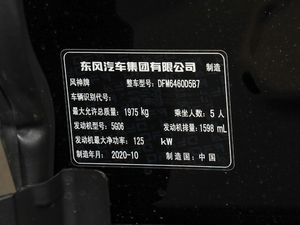 东风汽车集团有限公司 制造
风神牌 整车型号: DFM6460D5B7
车辆识别代号:
最大允许总质量: 1975 kg 乘坐人数: 5 人
发动机型号: 5G06 发动机排量: 1598 mL
发动机最大净功率: 125 kW
制造年月: 2020-10 制造国: 中国